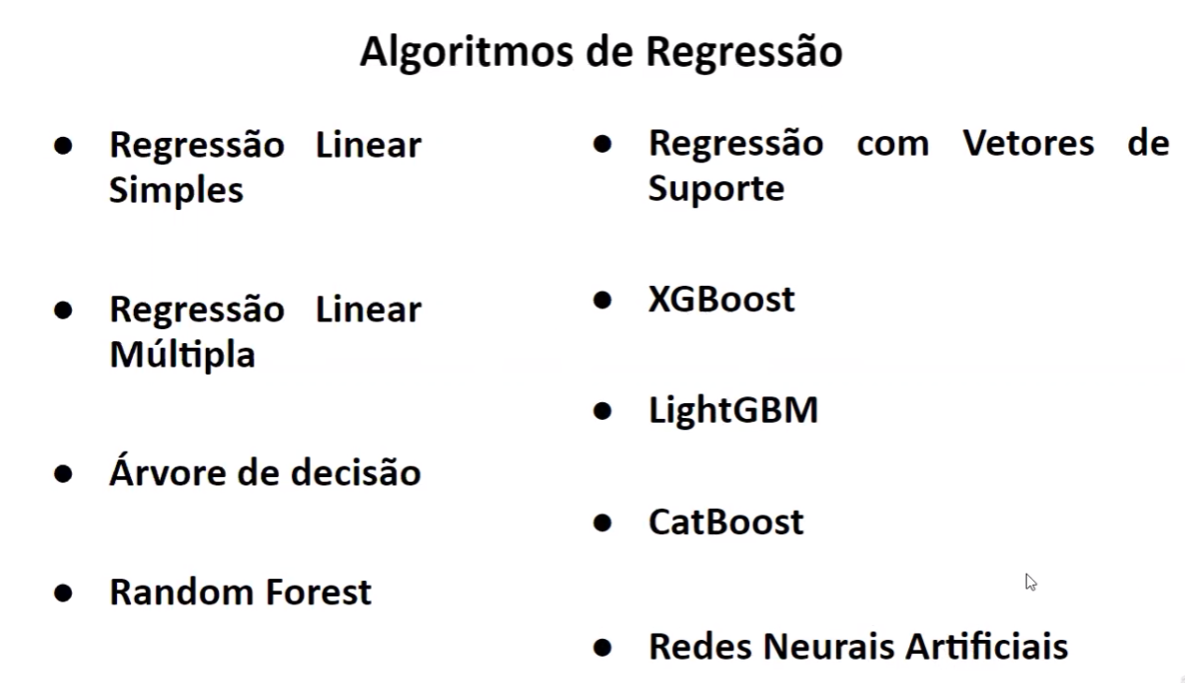 Algoritmos de Regressão
● Regressão Linear
Simples
● Regressão Linear
Múltipla
● Árvore de decisão
● Random Forest
● Regressão com Vetores de
Suporte
● XGBoost
● LightGBM
● CatBoost
● Redes Neurais Artificiais